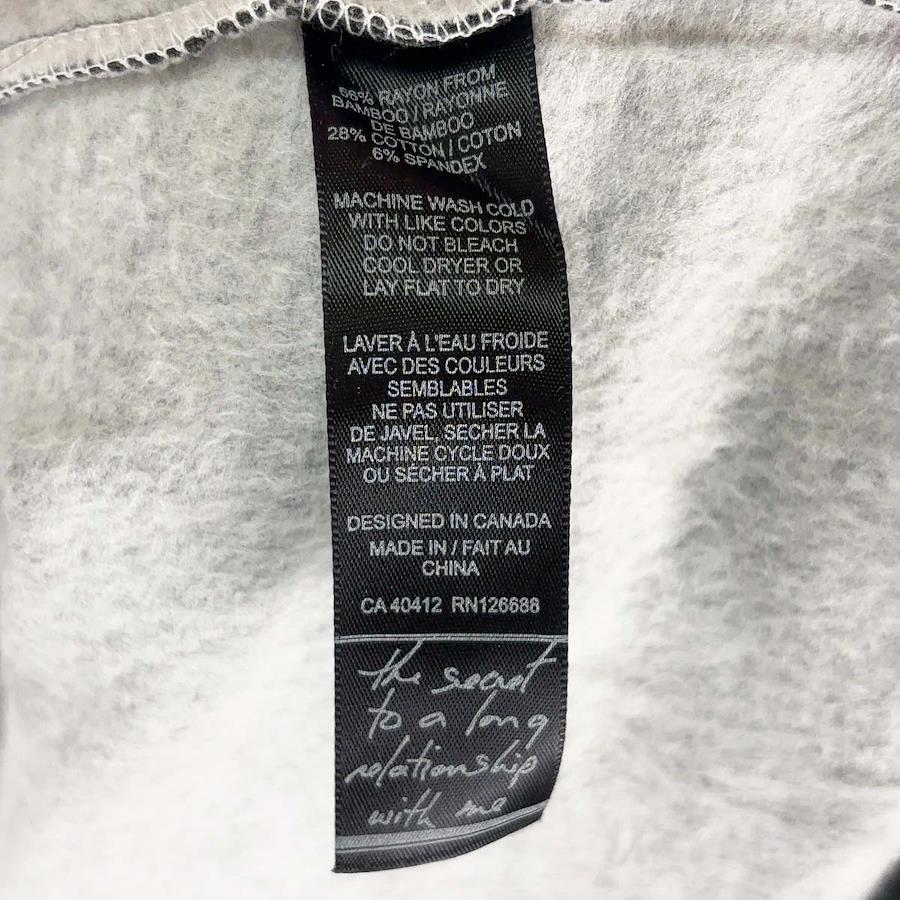 66% RAYON FROM
BAMBOO / RAYONNE
DE BAMBOO
28% COTTON / COTON
6% SPANDEX
MACHINE WASH COLD
WITH LIKE COLORS
DO NOT BLEACH
COOL DRYER OR
LAY FLAT TO DRY
LAVER À L'EAU FROIDE
AVEC DES COULEURS
SEMBLABLES
NE PAS UTILISER
DE JAVEL, SECHER LA
MACHINE CYCLE DOUX
OU SÉCHER À PLAT
DESIGNED IN CANADA
MADE IN / FAIT AU
CHINA
CA 40412 RN126688
the secret
to a long
relationship
with me